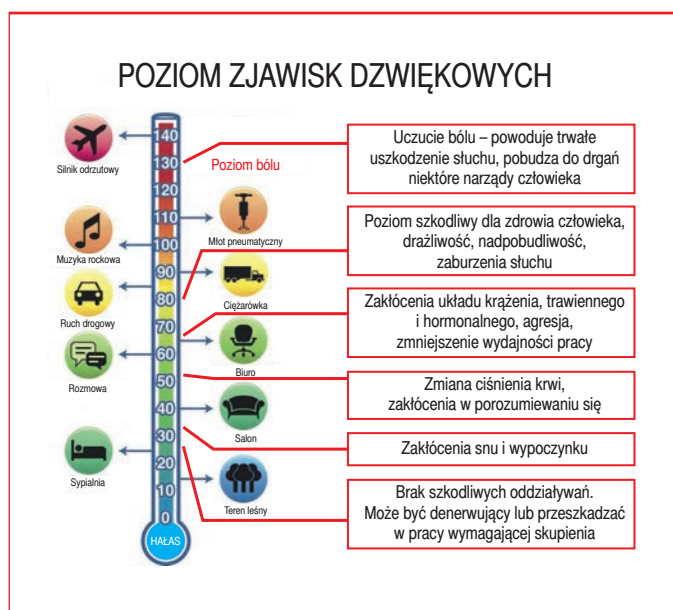 POZIOM ZJAWISK DZWIĘKOWYCH
Silnik odrzutowy
Muzyka rockowa
Ruch drogowy
Rozmowa
Sypialnia
140
130
120
110
100
90
80
70
60
50
40
30
20
10
0
HAŁAS
Poziom bólu
Młot pneumatyczny
Ciężarówka
Biuro
Salon
Teren leśny
Uczucie bólu – powoduje trwałe
uszkodzenie słuchu, pobudza do drgań
niektóre narządy człowieka
Poziom szkodliwy dla zdrowia człowieka,
drażliwość, nadpobudliwość,
zaburzenia słuchu
Zakłócenia układu krążenia, trawiennego
i hormonalnego, agresja,
zmniejszenie wydajności pracy
Zmiana ciśnienia krwi,
zakłócenia w porozumiewaniu się
Zakłócenia snu i wypoczynku
Brak szkodliwych oddziaływań.
Może być denerwujący lub przeszkadzać
w pracy wymagającej skupienia